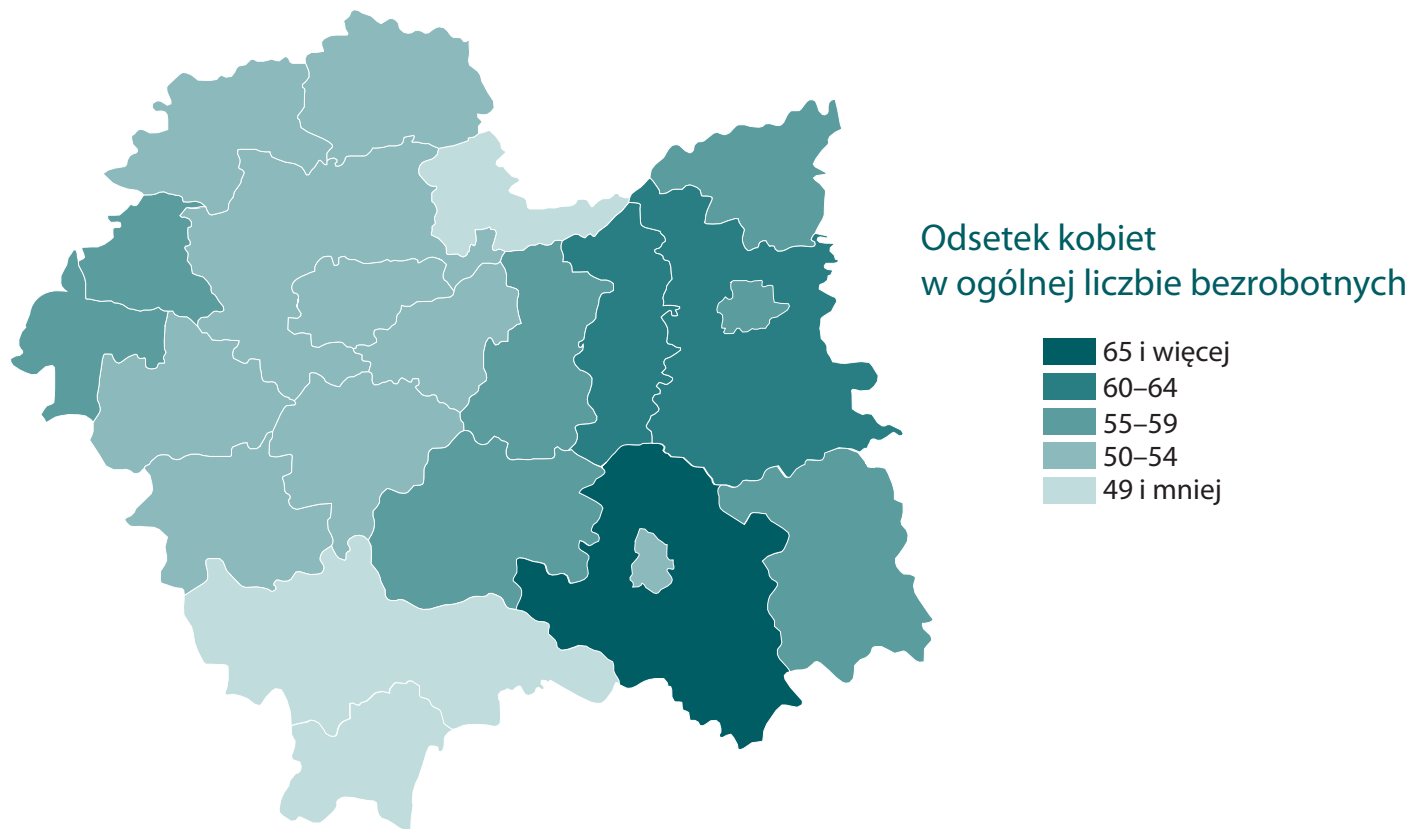 Odsetek kobiet
w ogólnej liczbie bezrobotnych
65 i więcej
60–64
55–59
50–54
49 i mniej